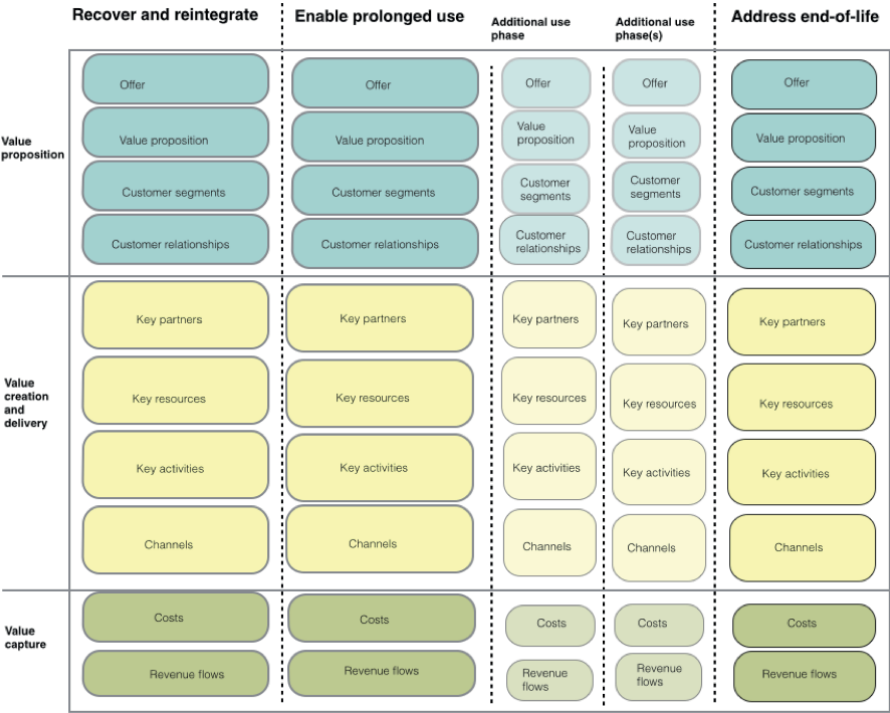 Recover and reintegrate
Enable prolonged use
Additional use
phase
Additional use
phase(s)
Address end-of-life
Value
proposition
Offer
Offer
Offer
Offer
Offer
Value proposition
Value proposition
Value
proposition
Value
proposition
Value proposition
Customer segments
Customer segments
Customer
segments
Customer
segments
Customer segments
Customer relationships
Customer relationships
Customer
relationships
Customer
relationships
Customer relationships
Value
creation
and
delivery
Key partners
Key partners
Key partners
Key partners
Key partners
Key resources
Key resources
Key resources
Key resources
Key resources
Key activities
Key activities
Key activities
Key activities
Key activities
Channels
Channels
Channels
Channels
Channels
Value
capture
Costs
Costs
Costs
Costs
Costs
Revenue flows
Revenue flows
Revenue
flows
Revenue
flows
Revenue flows